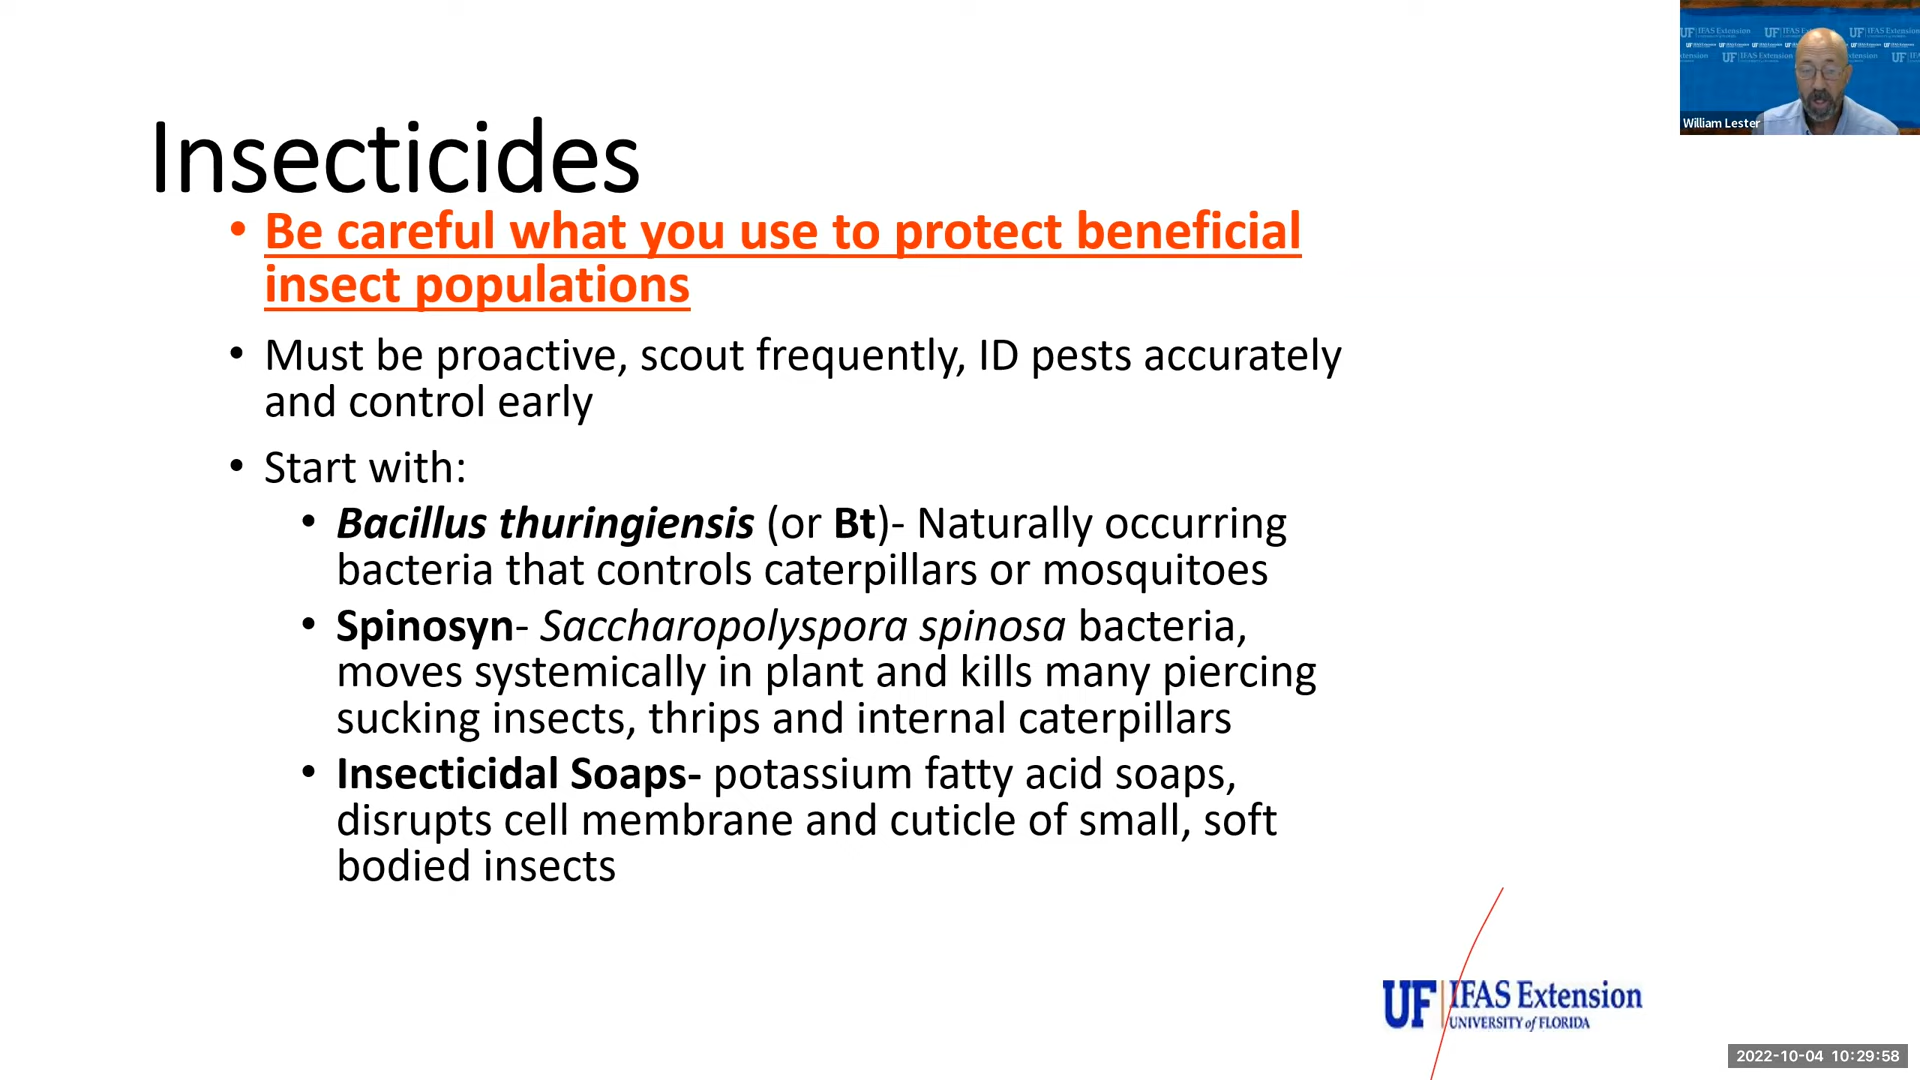 Insecticides
• Be careful what you use to protect beneficial
insect populations
• Must be proactive, scout frequently, ID pests accurately
and control early
• Start with:
• Bacillus thuringiensis (or Bt)- Naturally occurring
bacteria that controls caterpillars or mosquitoes
• Spinosyn- Saccharopolyspora spinosa bacteria,
moves systemically in plant and kills many piercing
sucking insects, thrips and internal caterpillars
• Insecticidal Soaps- potassium fatty acid soaps,
disrupts cell membrane and cuticle of small, soft
bodied insects
UF IFAS Extension
UNIVERSITY of FLORIDA
William Lester
UF IFAS Extension
2022-10-04 10:29:58